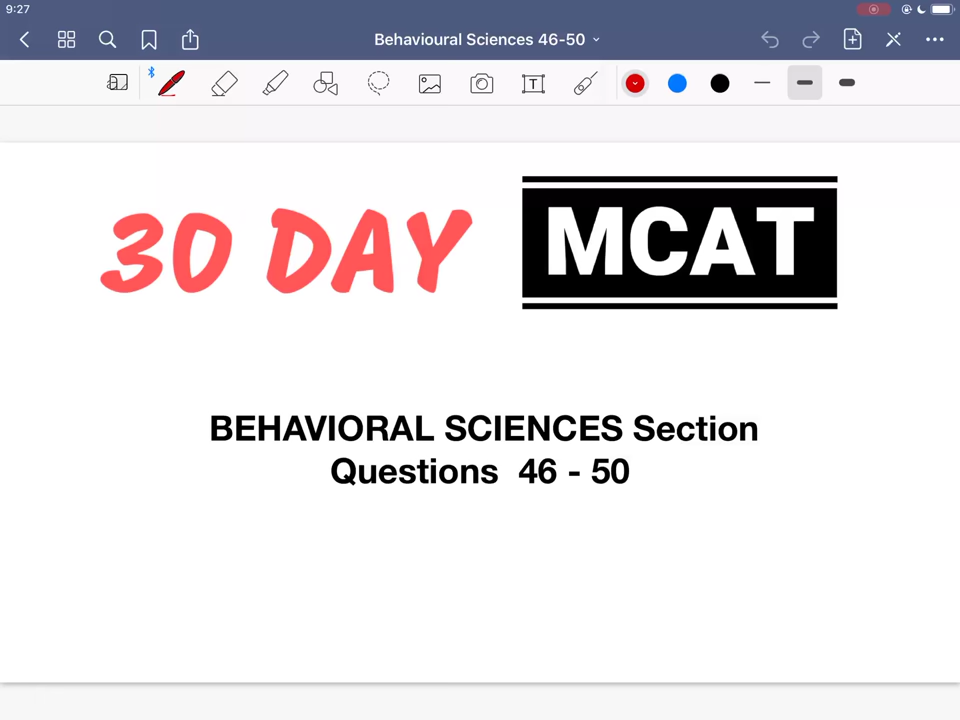 9:27
Behavioural Sciences 46-50
T
30 DAY MCAT
BEHAVIORAL SCIENCES Section
Questions 46 - 50